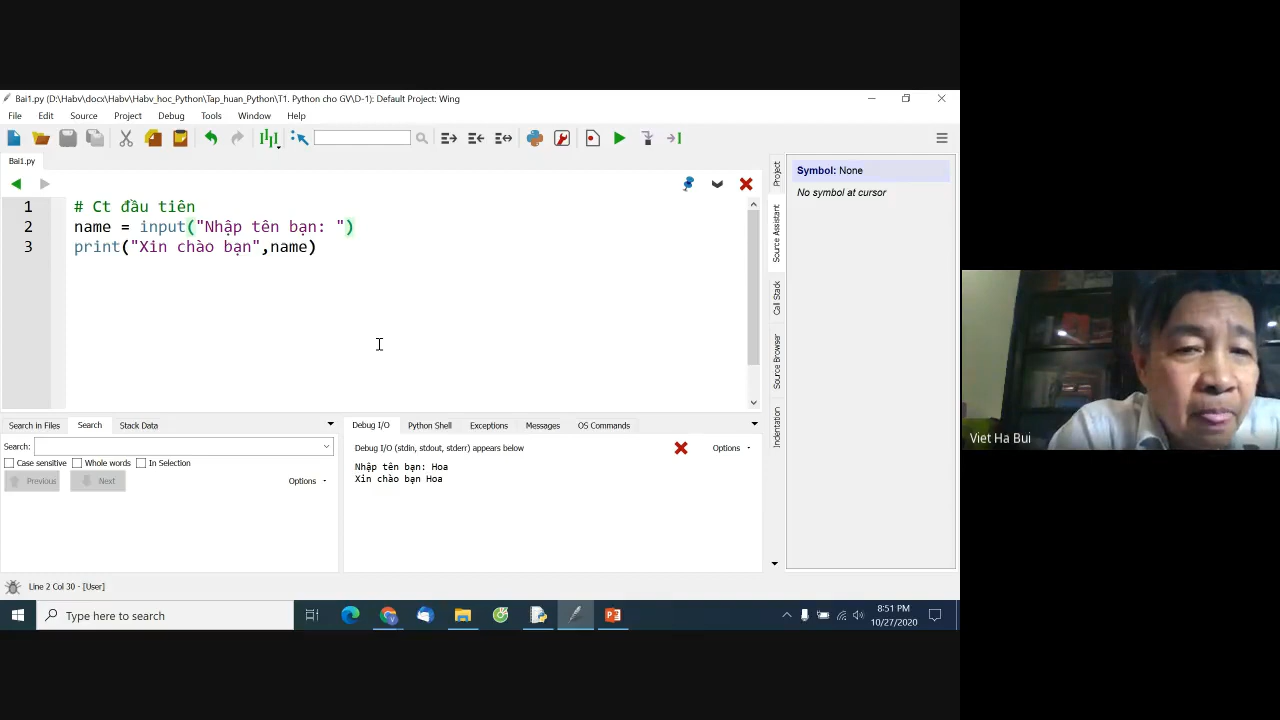 Bai1.py (D:\Habv\docx\Habv\Habv_hoc_Python\Tap_huan_Python\T1. Python cho GV\D-1): Default Project: Wing
File Edit Source Project Debug Tools Window Help
Bai1.py
1 # Ct đầu tiên
2 name = input("Nhập tên bạn: ")
3 print("Xin chào bạn",name)
Project
Source Assistant
Call Stack
Source Browser
Indentation
Symbol: None
No symbol at cursor
Search in Files Search Stack Data
Search:
Case sensitive Whole words In Selection
Previous Next Options
Debug I/O Python Shell Exceptions Messages OS Commands
Debug I/O (stdin, stdout, stderr) appears below Options
Nhập tên bạn: Hoa
Xin chào bạn Hoa
Line 2 Col 30 - [User]
Type here to search
8:51 PM
10/27/2020
Viet Ha Bui